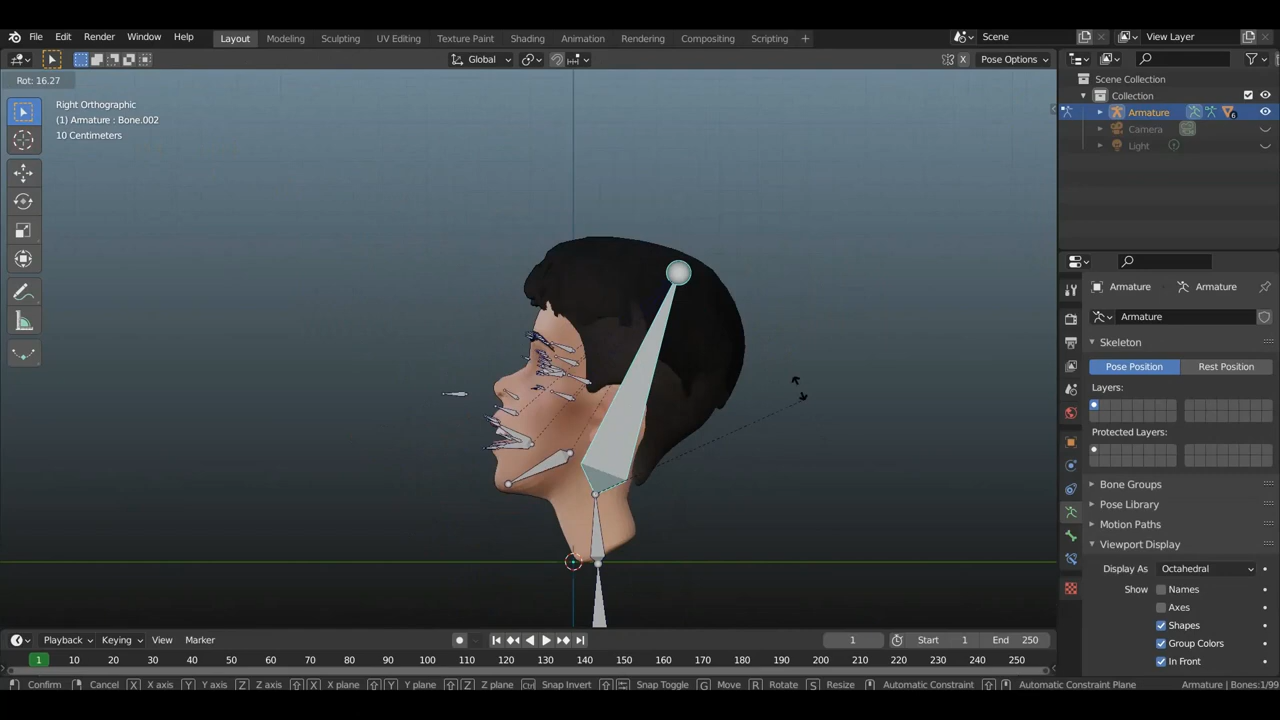 File Edit Render Window Help Layout Modeling Sculpting UV Editing Texture Paint Shading Animation Rendering Compositing Scripting + Scene View Layer
Global X Pose Options
Rot: 16.27
Right Orthographic
(1) Armature : Bone.002
10 Centimeters
Scene Collection
Collection
Armature 6
Camera
Light
Armature Armature
Armature
Skeleton
Pose Position Rest Position
Layers:
Protected Layers:
Bone Groups
Pose Library
Motion Paths
Viewport Display
Display As Octahedral
Show Names
Axes
Shapes
Group Colors
In Front
Playback Keying View Marker 1 Start 1 End 250
1 10 20 30 40 50 60 70 80 90 100 110 120 130 140 150 160 170 180 190 200 210 220 230 240 250
Confirm Cancel X X axis Y Y axis Z Z axis X X plane Y Y plane Z Z plane Ctrl Snap Invert Snap Toggle G Move R Rotate S Resize Automatic Constraint Automatic Constraint Plane Armature | Bones:1/99